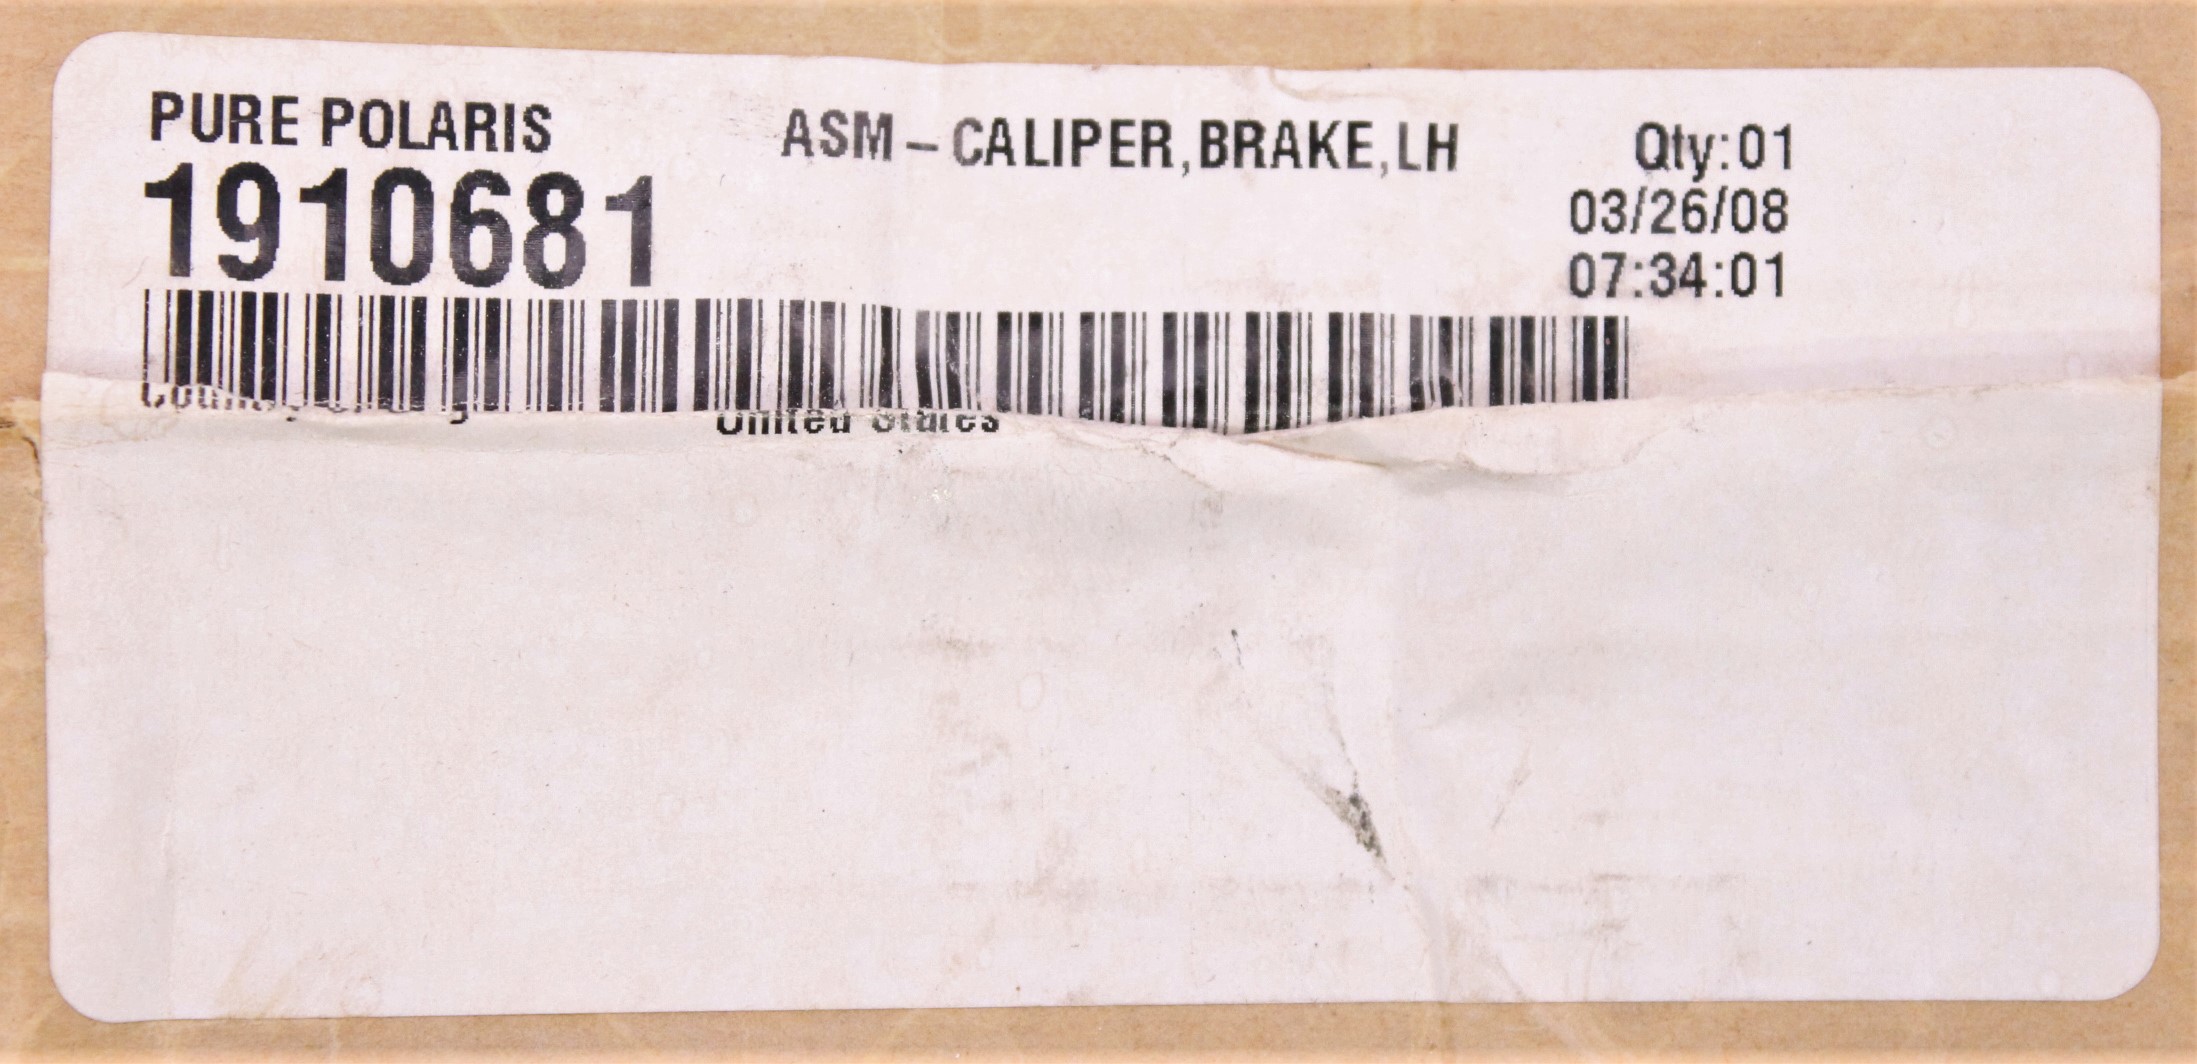 PURE POLARIS ASM-CALIPER,BRAKE,LH Qty:01
1910681 03/26/08
07:34:01
United States